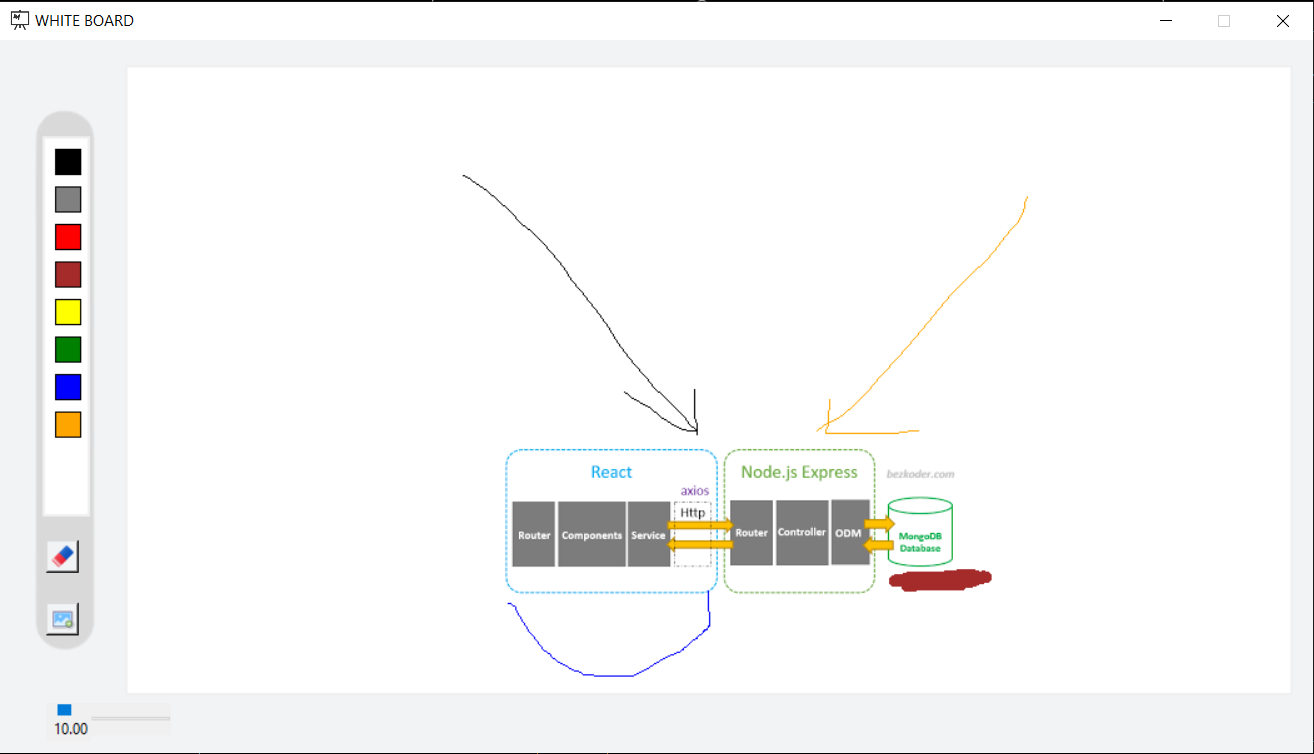 WHITE BOARD
React
Node.js Express
bezkoder.com
axios
Http
Router
Components
Service
Router
Controller
ODM
MongoDB
Database
10.00